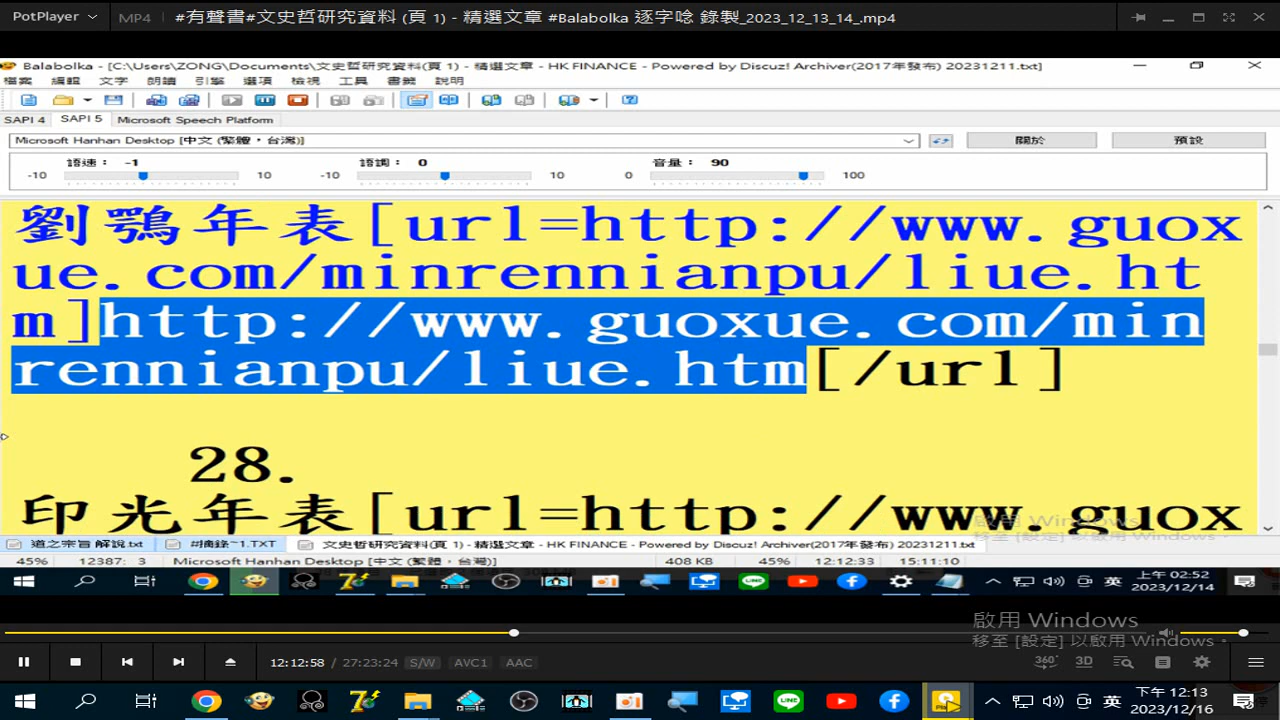 PotPlayer MP4 #有聲書#文史哲研究資料 (頁 1) - 精選文章 #Balabolka 逐字唸 錄製_2023_12_13_14_.mp4
Balabolka - [C:\Users\ZONG\Documents\文史哲研究資料(頁 1) - 精選文章 - HK FINANCE - Powered by Discuz! Archiver(2017年發布) 20231211.txt]
檔案 編輯 文字 朗讀 引擎 選項 檢視 工具 書籤 說明
SAPI 4 SAPI 5 Microsoft Speech Platform
Microsoft Hanhan Desktop [中文 (繁體，台灣)] 關於 預設
語速： -1 語調： 0 音量： 90
-10 10 -10 10 0 100
劉鶚年表[url=http://www.guox
ue.com/minrennianpu/liue.ht
m]http://www.guoxue.com/min
rennianpu/liue.htm[/url]
28.
印光年表[url=http://www.guox
啟用 Windows
移至 [設定] 以啟用 Windows。
道之宗旨 解說.txt #摘錄~1.TXT 文史哲研究資料(頁 1) - 精選文章 - HK FINANCE - Powered by Discuz! Archiver(2017年發布) 20231211.txt
45% 12387: 3 Microsoft Hanhan Desktop [中文 (繁體，台灣)] 408 KB 45% 12:12:33 15:11:10
英 上午 02:52
2023/12/14
啟用 Windows
移至 [設定] 以啟用 Windows。
12:12:58 / 27:23:24 S/W AVC1 AAC 360° 3D
英 下午 12:13
2023/12/16